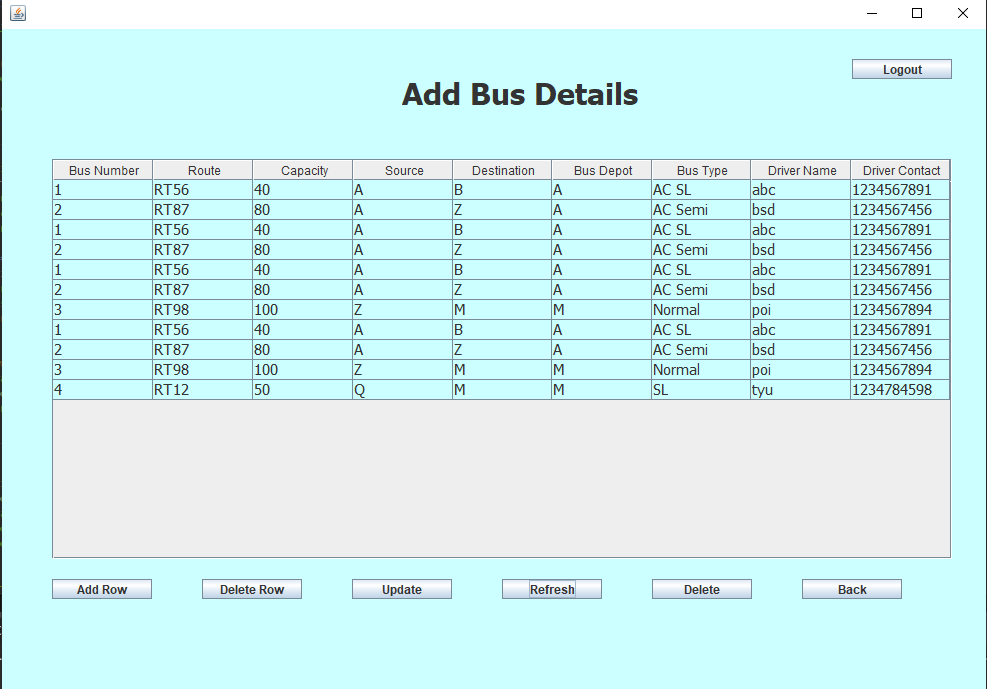 Logout
Add Bus Details
Bus Number Route Capacity Source Destination Bus Depot Bus Type Driver Name Driver Contact
1 RT56 40 A B A AC SL abc 1234567891
2 RT87 80 A Z A AC Semi bsd 1234567456
1 RT56 40 A B A AC SL abc 1234567891
2 RT87 80 A Z A AC Semi bsd 1234567456
1 RT56 40 A B A AC SL abc 1234567891
2 RT87 80 A Z A AC Semi bsd 1234567456
3 RT98 100 Z M M Normal poi 1234567894
1 RT56 40 A B A AC SL abc 1234567891
2 RT87 80 A Z A AC Semi bsd 1234567456
3 RT98 100 Z M M Normal poi 1234567894
4 RT12 50 Q M M SL tyu 1234784598
Add Row Delete Row Update Refresh Delete Back